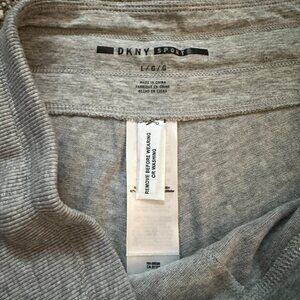 DKNY SPORT
L/G/G
MADE IN CHINA
FABRIQUÉ EN CHINE
HECHO EN CHINA
REMOVE BEFORE WEARING
OR WASHING